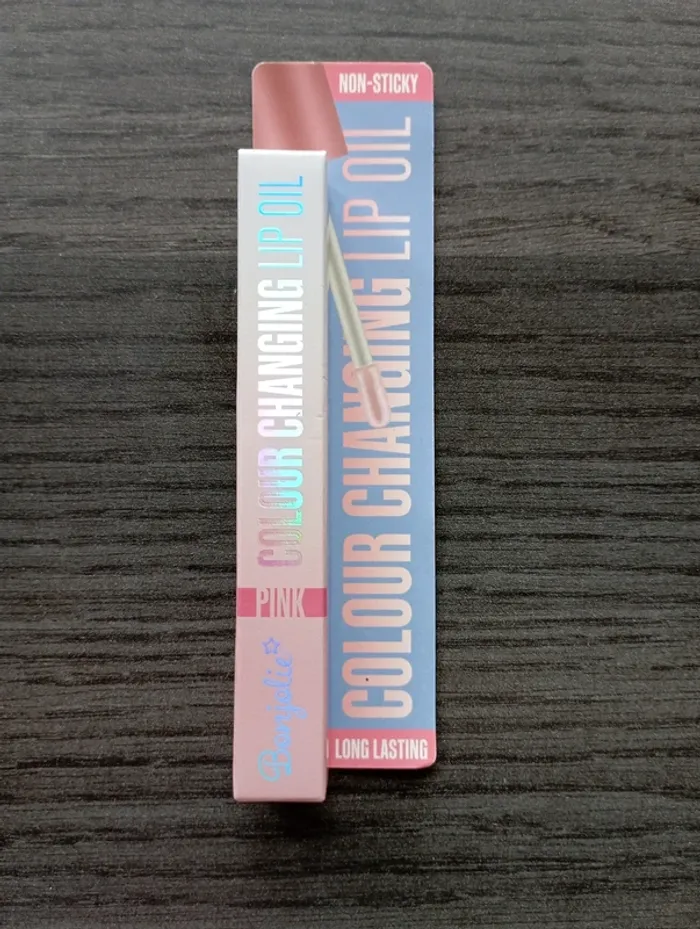 NON-STICKY
COLOUR CHANGING LIP OIL
COLOUR CHANGING LIP OIL
PINK
Bonjolie
LONG LASTING